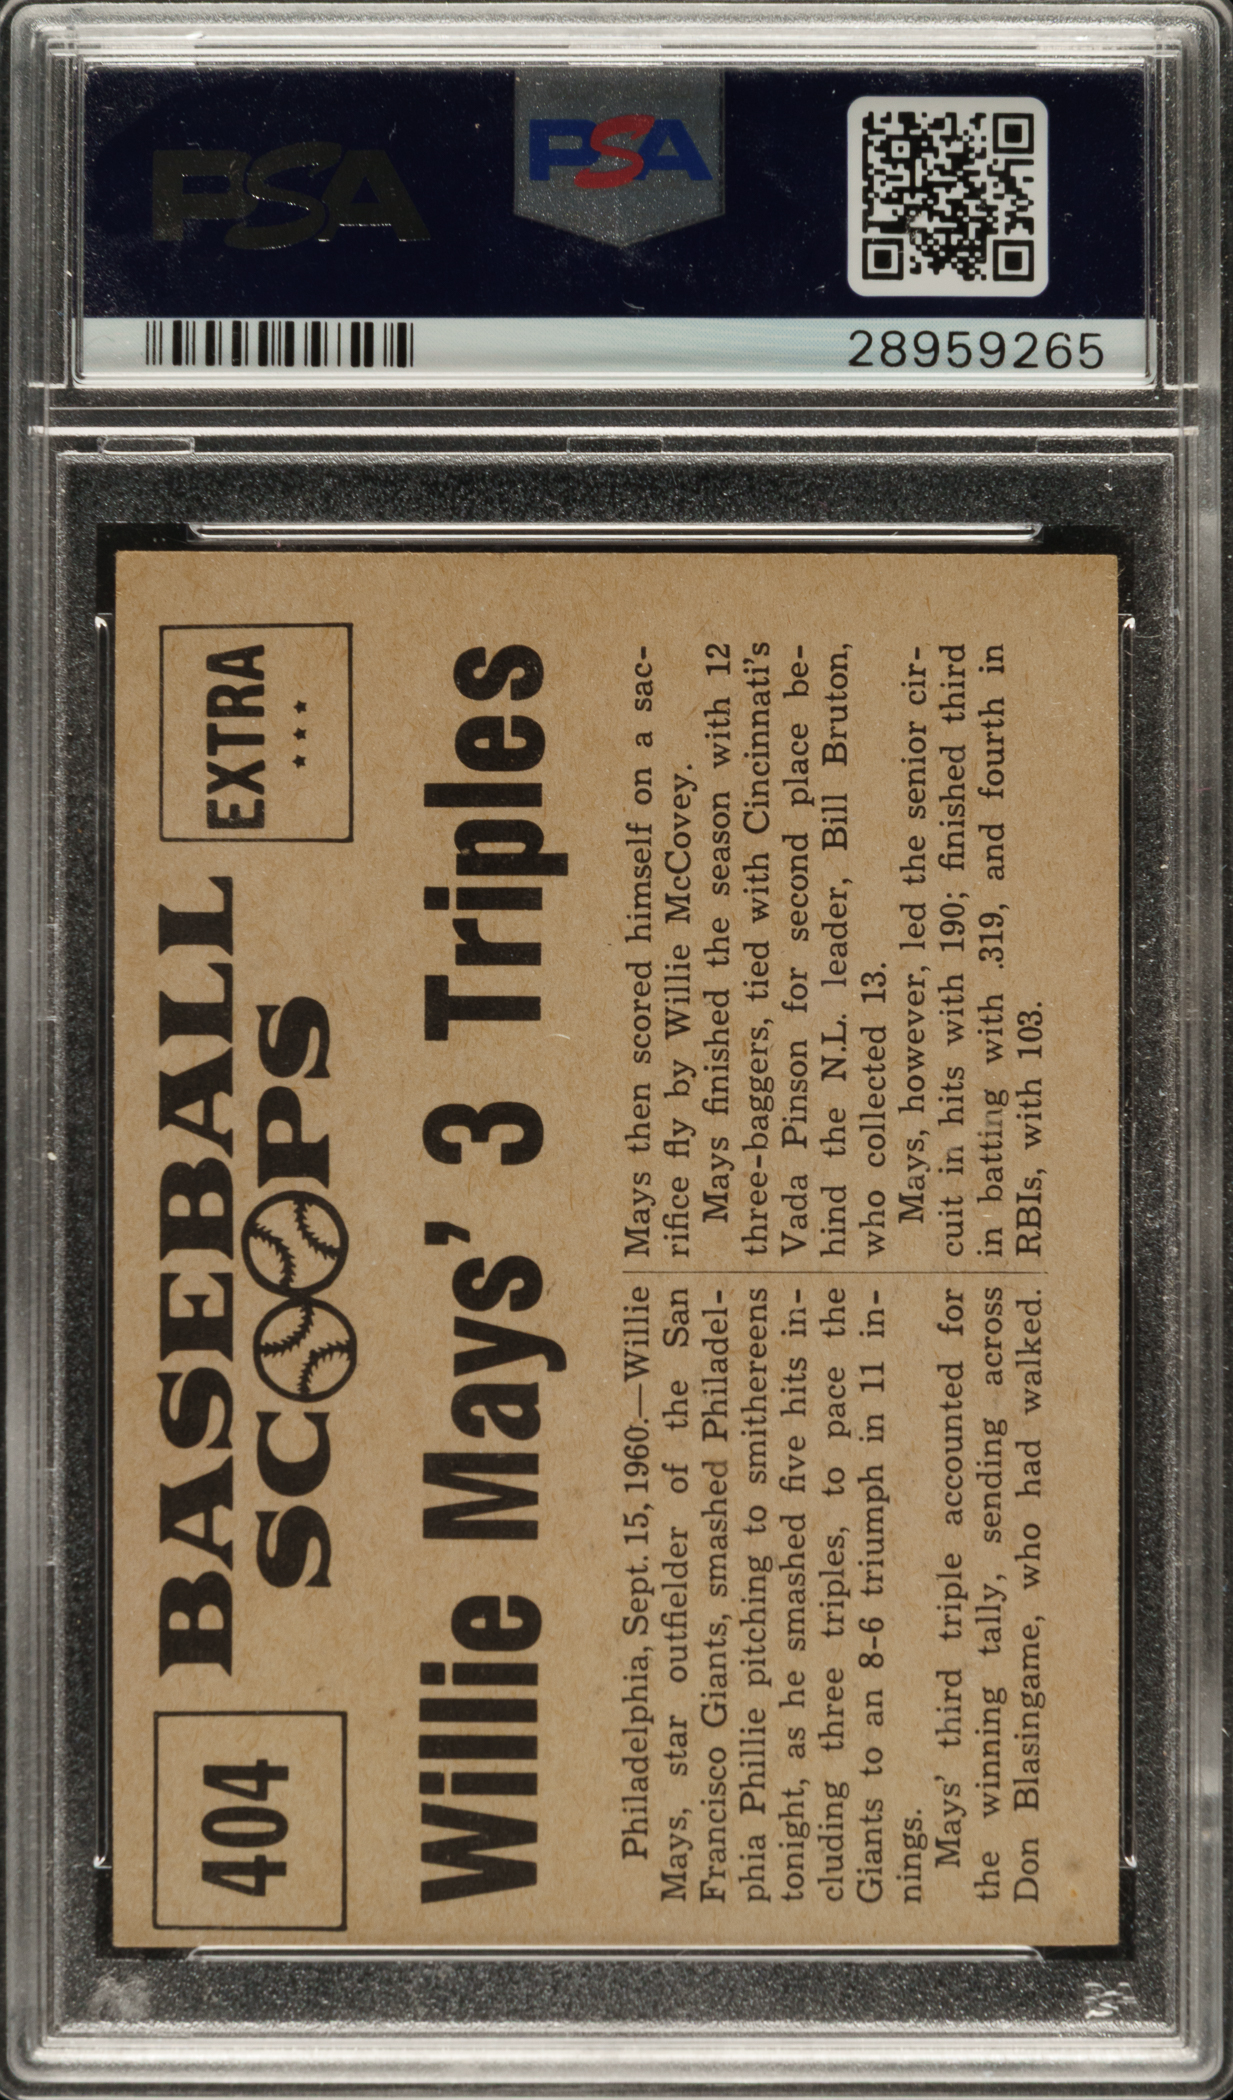 PSA
PSA
28959265
404
BASEBALL
SCOOPS
EXTRA
Willie Mays' 3 Triples
Philadelphia, Sept. 15, 1960.—Willie
Mays, star outfielder of the San
Francisco Giants, smashed Philadel-
phia Phillie pitching to smithereens
tonight, as he smashed five hits in-
cluding three triples, to pace the
Giants to an 8-6 triumph in 11 in-
nings.
Mays' third triple accounted for
the winning tally, sending across
Don Blasingame, who had walked.
Mays then scored himself on a sac-
rifice fly by Willie McCovey.
Mays finished the season with 12
three-baggers, tied with Cincinnati's
Vada Pinson for second place be-
hind the N.L. leader, Bill Bruton,
who collected 13.
Mays, however, led the senior cir-
cuit in hits with 190; finished third
in batting with .319, and fourth in
RBIs, with 103.